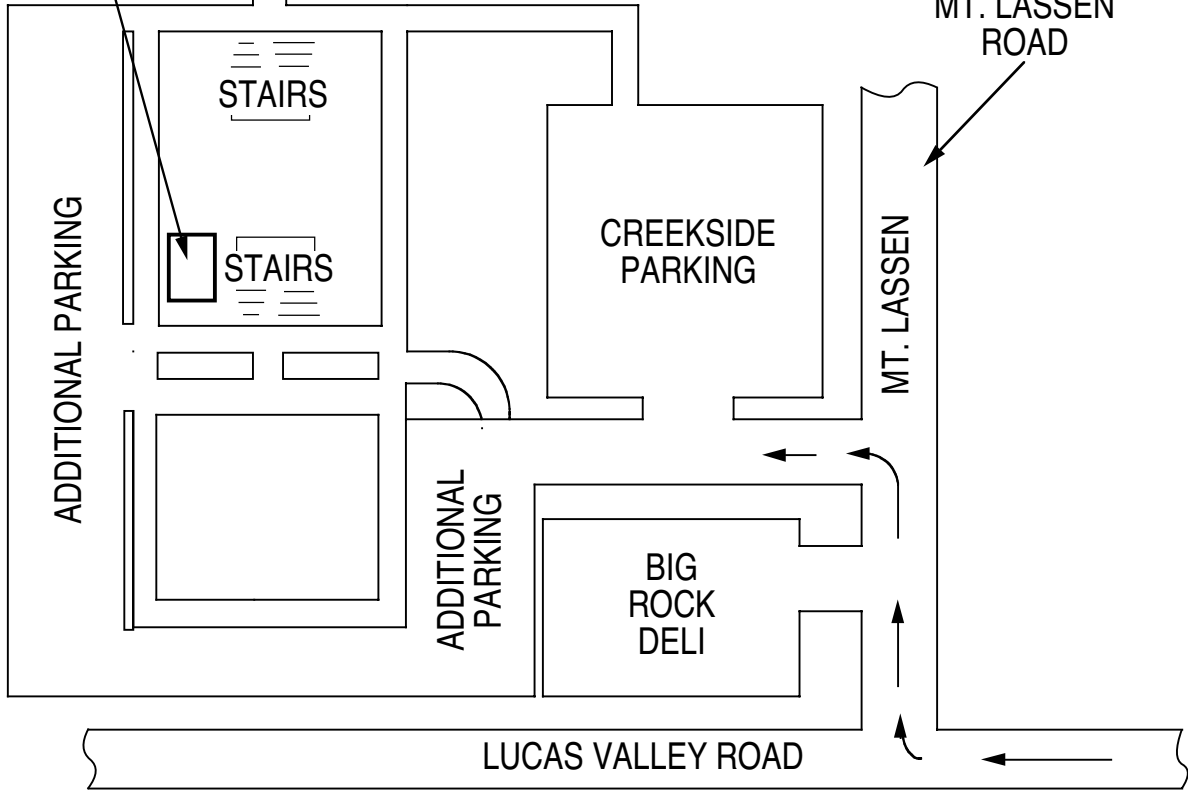 MT. LASSEN
ROAD
STAIRS
CREEKSIDE
PARKING
STAIRS
MT. LASSEN
ADDITIONAL PARKING
ADDITIONAL
PARKING
BIG
ROCK
DELI
LUCAS VALLEY ROAD